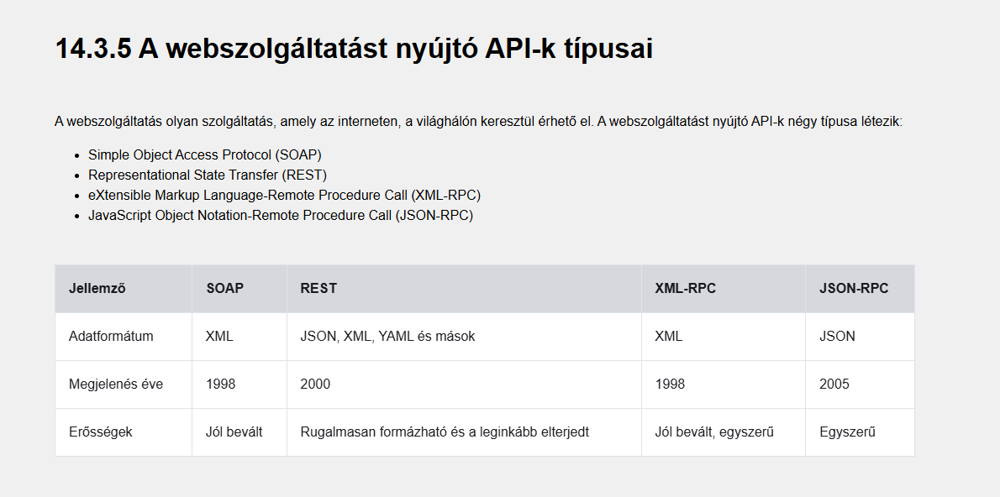 14.3.5 A webszolgáltatást nyújtó API-k típusai
A webszolgáltatás olyan szolgáltatás, amely az interneten, a világhálón keresztül érhető el. A webszolgáltatást nyújtó API-k négy típusa létezik:
• Simple Object Access Protocol (SOAP)
• Representational State Transfer (REST)
• eXtensible Markup Language-Remote Procedure Call (XML-RPC)
• JavaScript Object Notation-Remote Procedure Call (JSON-RPC)
Jellemző SOAP REST XML-RPC JSON-RPC
Adatformátum XML JSON, XML, YAML és mások XML JSON
Megjelenés éve 1998 2000 1998 2005
Erősségek Jól bevált Rugalmasan formázható és a leginkább elterjedt Jól bevált, egyszerű Egyszerű